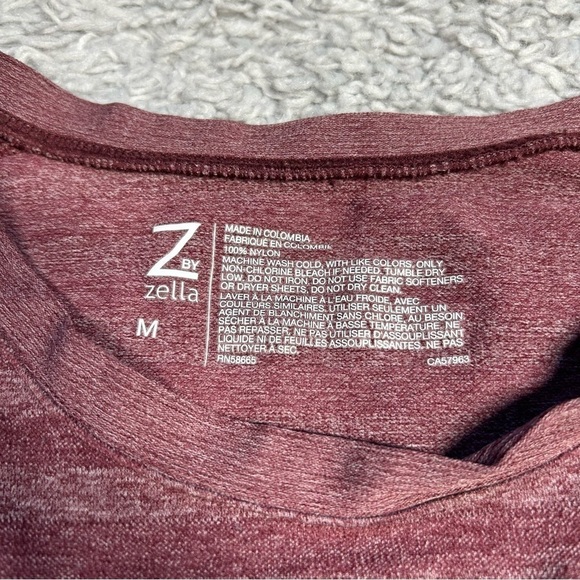 Z BY
zella
M
MADE IN COLOMBIA
FABRIQUÉ EN COLOMBIE
100% NYLON
MACHINE WASH COLD, WITH LIKE COLORS, ONLY
NON-CHLORINE BLEACH IF NEEDED. TUMBLE DRY
LOW. DO NOT IRON, DO NOT USE FABRIC SOFTENERS
OR DRYER SHEETS, DO NOT DRY CLEAN.
LAVER À LA MACHINE À L'EAU FROIDE, AVEC
COULEURS SIMILAIRES, UTILISER SEULEMENT UN
AGENT DE BLANCHIMENT SANS CHLORE, AU BESOIN.
SÉCHER À LA MACHINE À BASSE TEMPÉRATURE. NE
PAS REPASSER, NE PAS UTILISER D'ASSOUPLISSANT
LIQUIDE NI DE FEUILLES ASSOUPLISSANTES, NE PAS
NETTOYER À SEC.
RN58665 CA57963